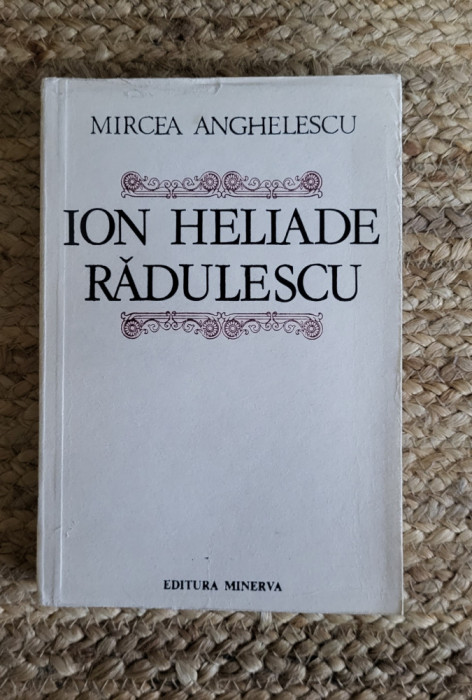 MIRCEA ANGHELESCU
ION HELIADE
RĂDULESCU
EDITURA MINERVA